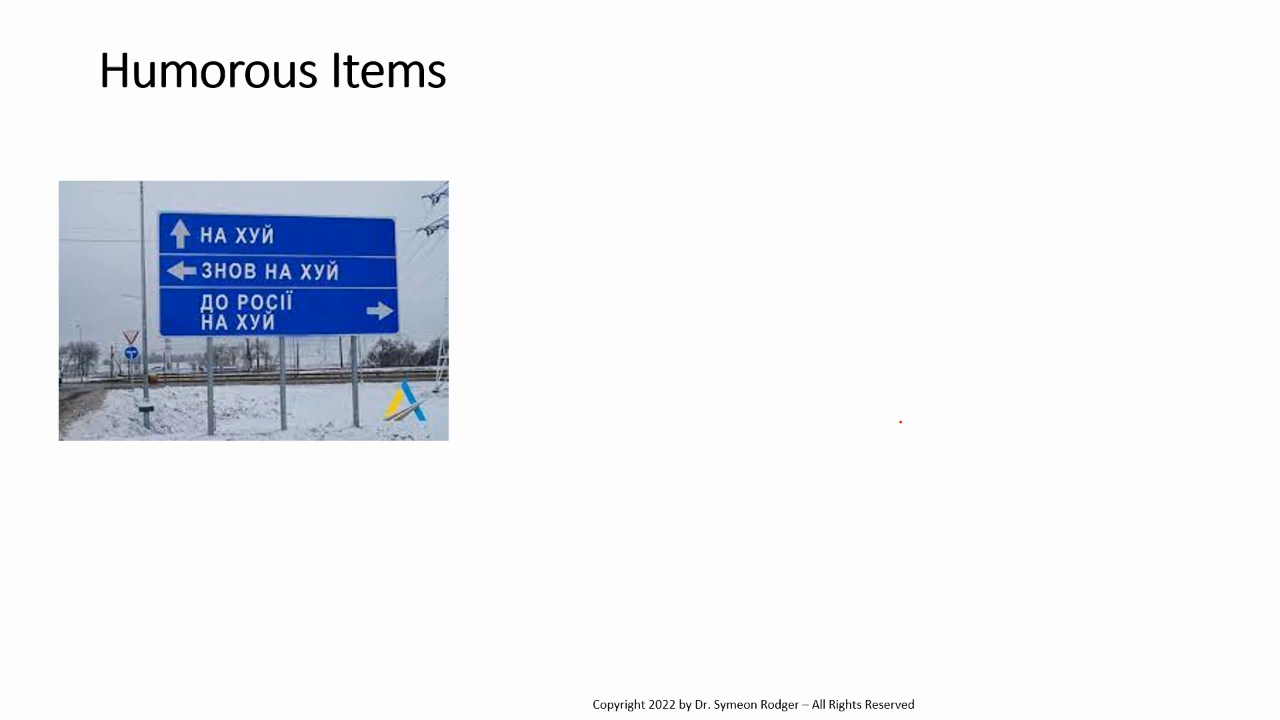 Humorous Items
НА ХУЙ
ЗНОВ НА ХУЙ
ДО РОСІЇ
НА ХУЙ
Copyright 2022 by Dr. Symeon Rodger – All Rights Reserved